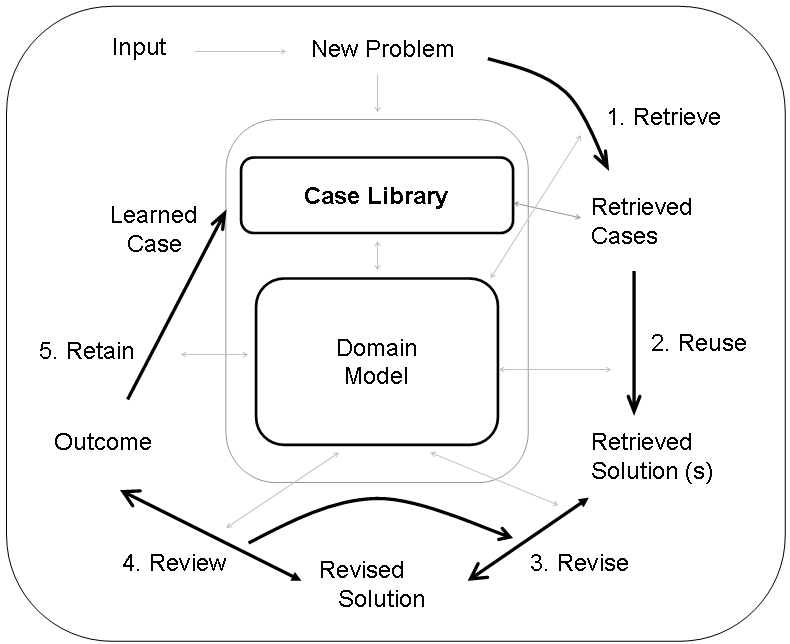 Input
New Problem
1. Retrieve
Case Library
Retrieved
Cases
Learned
Case
2. Reuse
Domain
Model
5. Retain
Outcome
Retrieved
Solution (s)
4. Review
3. Revise
Revised
Solution